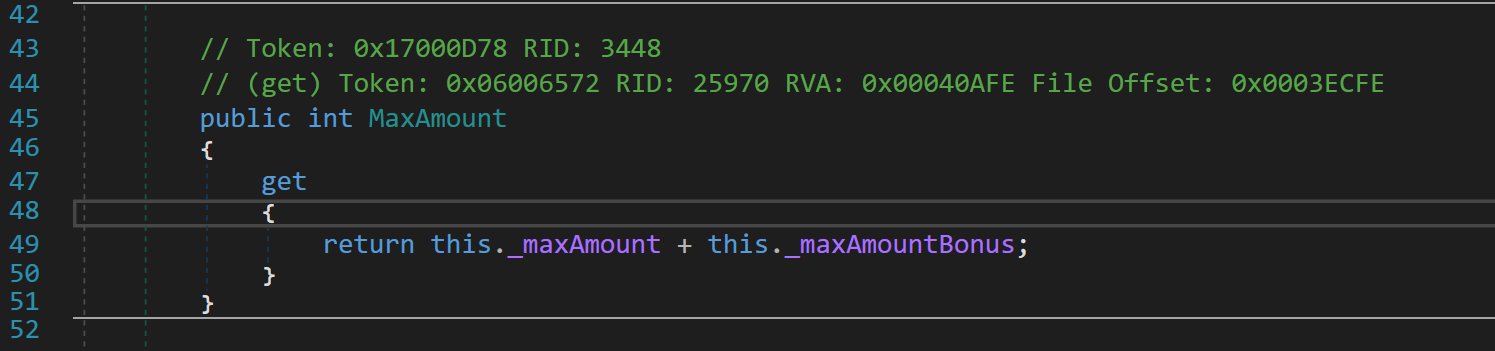 42
43 // Token: 0x17000D78 RID: 3448
44 // (get) Token: 0x06006572 RID: 25970 RVA: 0x00040AFE File Offset: 0x0003ECFE
45 public int MaxAmount
46 {
47 get
48 {
49 return this._maxAmount + this._maxAmountBonus;
50 }
51 }
52